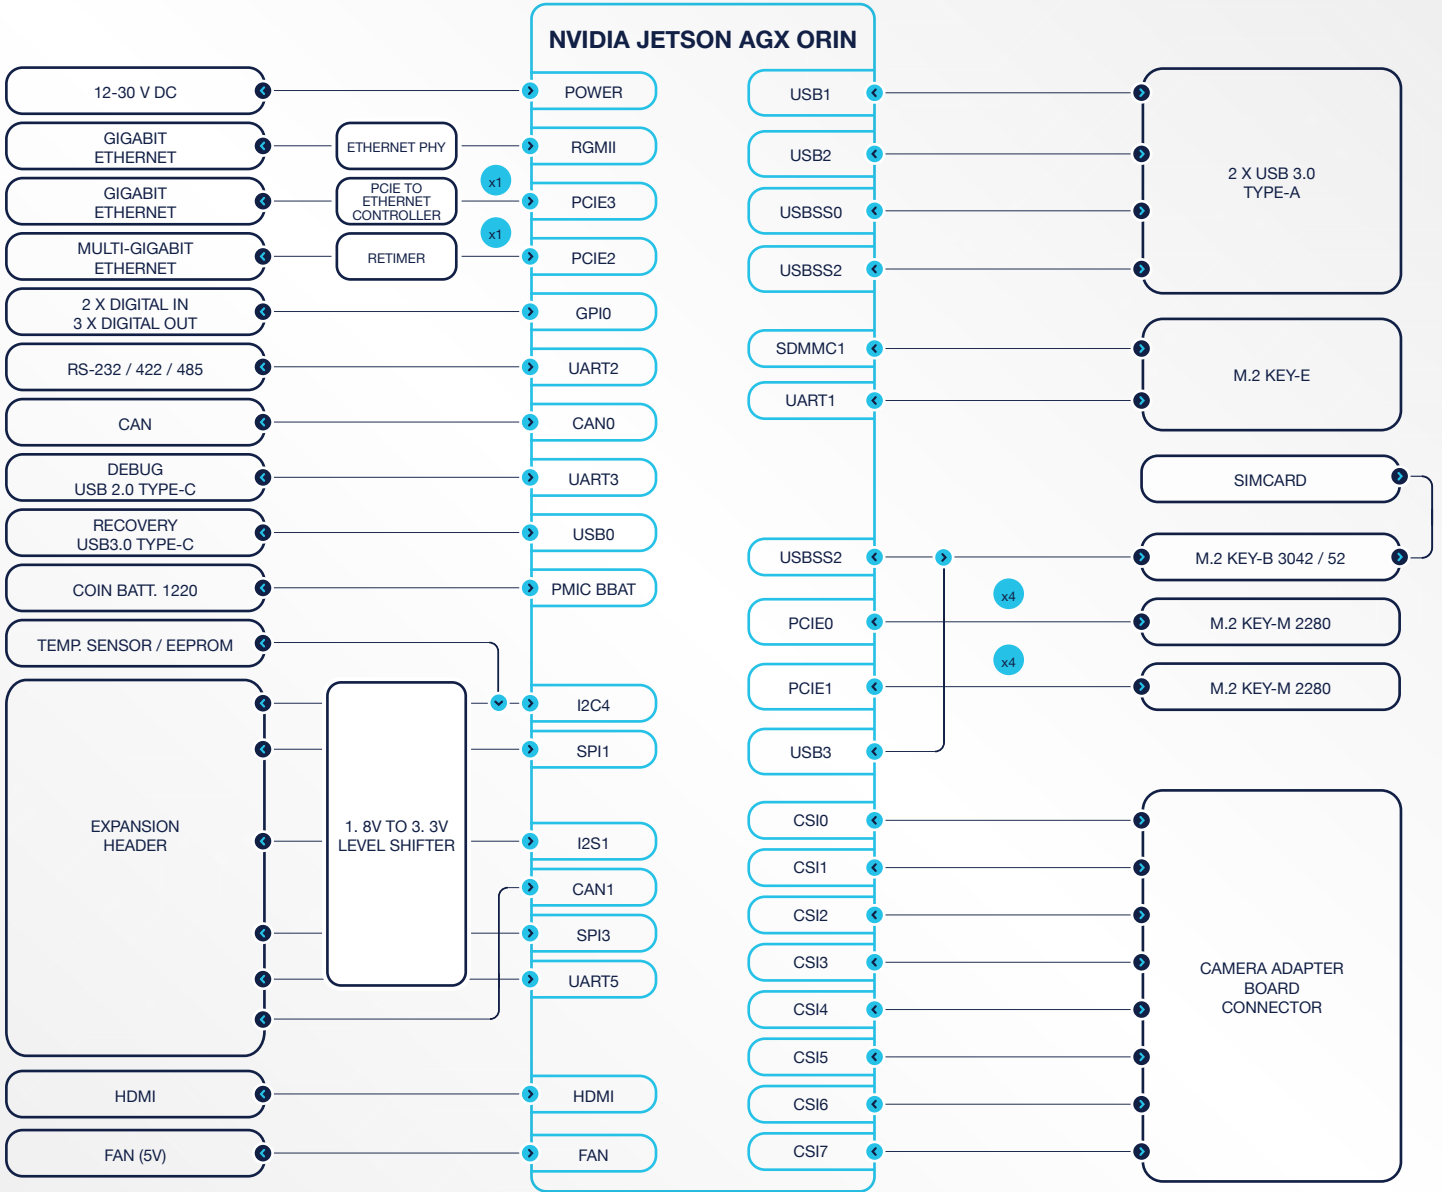 NVIDIA JETSON AGX ORIN
12-30 V DC
POWER
GIGABIT
ETHERNET
ETHERNET PHY
RGMII
GIGABIT
ETHERNET
PCIE TO
ETHERNET
CONTROLLER
x1
PCIE3
MULTI-GIGABIT
ETHERNET
RETIMER
x1
PCIE2
2 X DIGITAL IN
3 X DIGITAL OUT
GPI0
RS-232 / 422 / 485
UART2
CAN
CAN0
DEBUG
USB 2.0 TYPE-C
UART3
RECOVERY
USB3.0 TYPE-C
USB0
COIN BATT. 1220
PMIC BBAT
TEMP. SENSOR / EEPROM
EXPANSION
HEADER
1. 8V TO 3. 3V
LEVEL SHIFTER
I2C4
SPI1
I2S1
CAN1
SPI3
UART5
HDMI
HDMI
FAN (5V)
FAN
USB1
USB2
USBSS0
USBSS2
2 X USB 3.0
TYPE-A
SDMMC1
UART1
M.2 KEY-E
SIMCARD
USBSS2
M.2 KEY-B 3042 / 52
x4
PCIE0
M.2 KEY-M 2280
x4
PCIE1
M.2 KEY-M 2280
USB3
CSI0
CSI1
CSI2
CSI3
CSI4
CSI5
CSI6
CSI7
CAMERA ADAPTER
BOARD
CONNECTOR